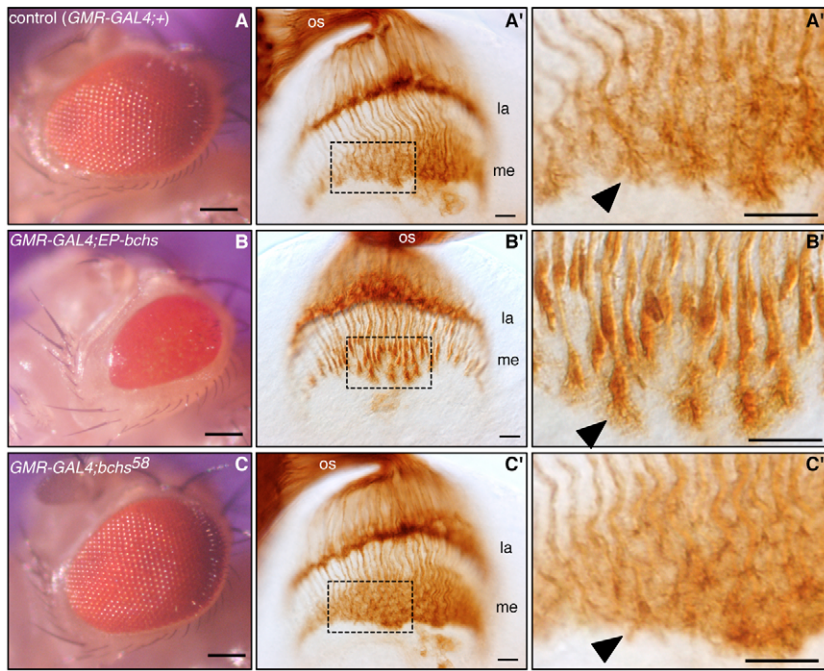 control (GMR-GAL4;+) A
os A'
la
me
A'
GMR-GAL4;EP-bchs B
os B'
la
me
B'
GMR-GAL4;bchs58 C
os C'
la
me
C'